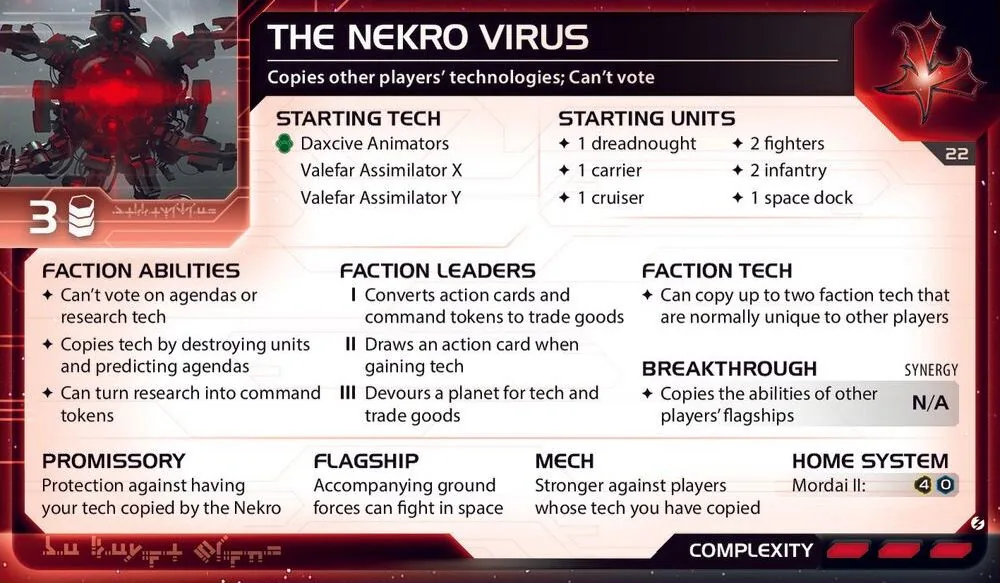 THE NEKRO VIRUS
Copies other players' technologies; Can't vote
22
3
STARTING TECH
Daxcive Animators
Valefar Assimilator X
Valefar Assimilator Y
STARTING UNITS
1 dreadnought
1 carrier
1 cruiser
2 fighters
2 infantry
1 space dock
FACTION ABILITIES
Can't vote on agendas or
research tech
Copies tech by destroying units
and predicting agendas
Can turn research into command
tokens
FACTION LEADERS
I Converts action cards and
command tokens to trade goods
II Draws an action card when
gaining tech
III Devours a planet for tech and
trade goods
FACTION TECH
Can copy up to two faction tech that
are normally unique to other players
BREAKTHROUGH
SYNERGY
Copies the abilities of other
players' flagships
N/A
PROMISSORY
Protection against having
your tech copied by the Nekro
FLAGSHIP
Accompanying ground
forces can fight in space
MECH
Stronger against players
whose tech you have copied
HOME SYSTEM
Mordai II: 4 0
COMPLEXITY